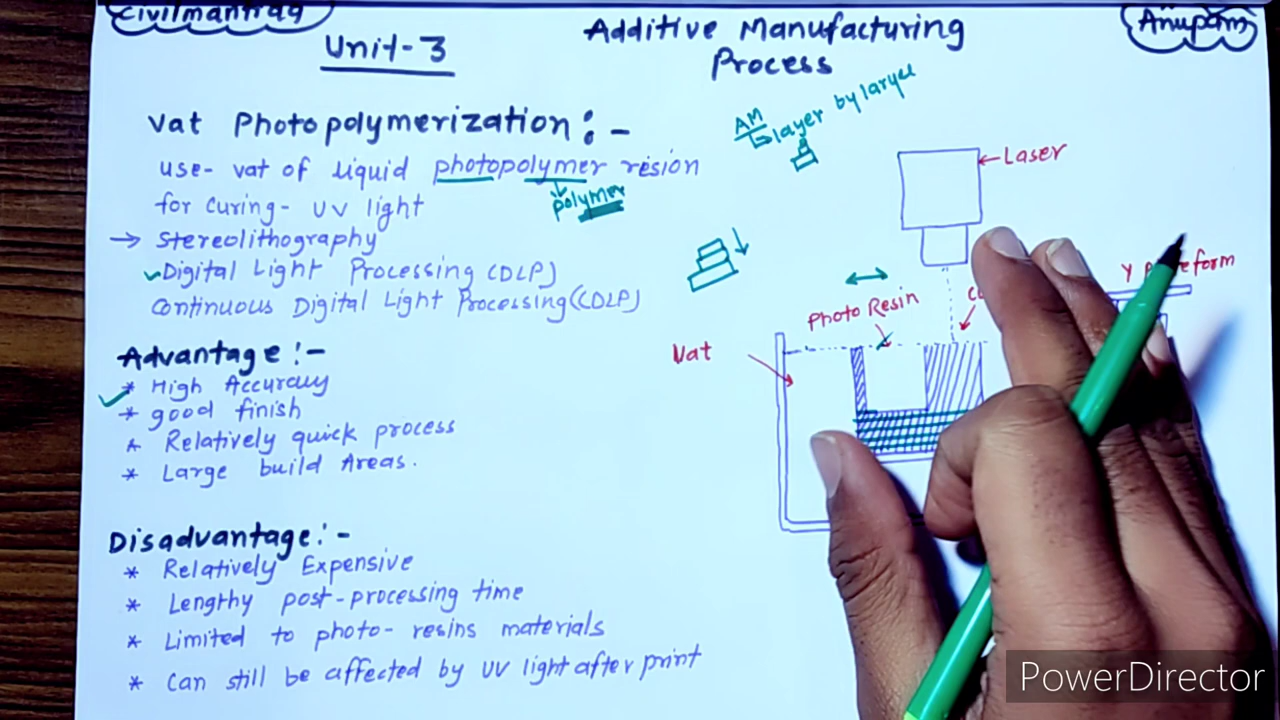 Civilmantraa
Anupam
Unit-3
Additive Manufacturing
Process
AM
layer by laryer
Vat Photopolymerization:-
use- vat of liquid photopolymer resion
polymer
for curing- UV light
→ Stereolithography
Digital Light Processing (DLP)
Continuous Digital Light Processing (CDLP)
Laser
Photo Resin
Vat
Advantage:-
* High Accuracy
* good finish
* Relatively quick process
* Large build Areas.
Disadvantage:-
* Relatively Expensive
* Lengthy post-processing time
* Limited to photo-resins materials
* Can still be affected by UV light after print
PowerDirector